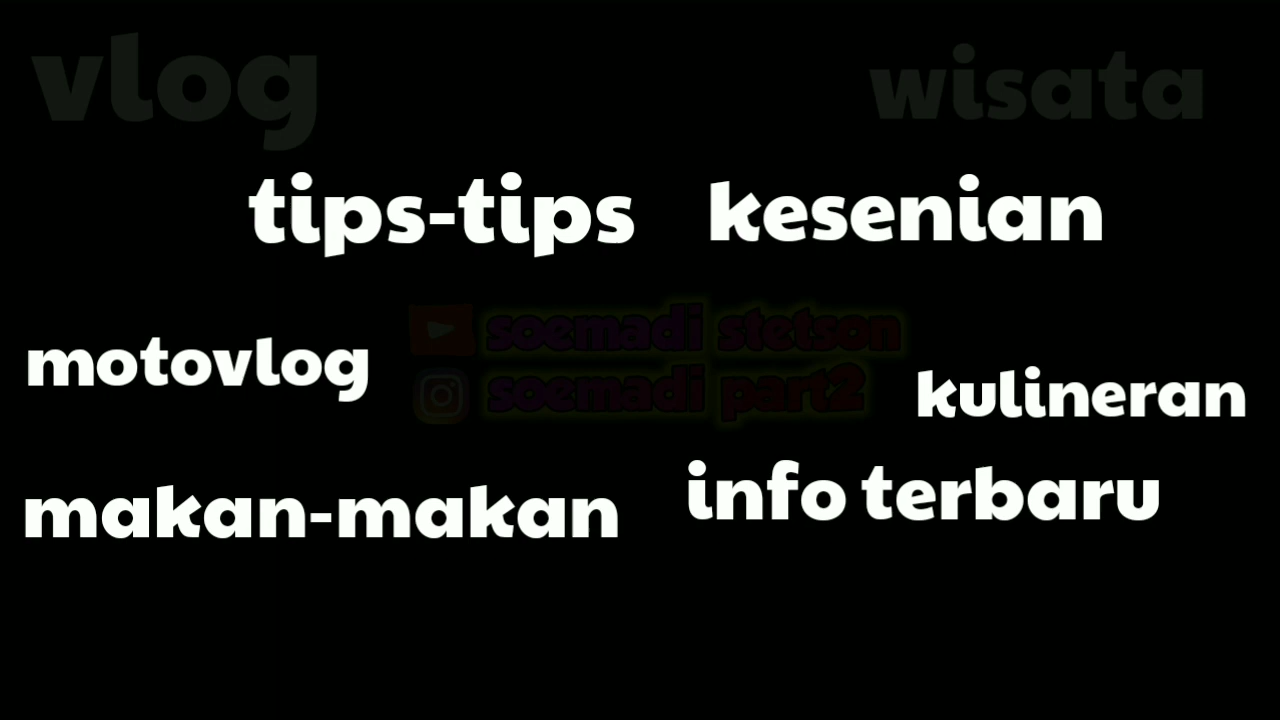 vlog
wisata
tips-tips
kesenian
soemadi stetson
motovlog
soemadi part2
kulineran
info terbaru
makan-makan